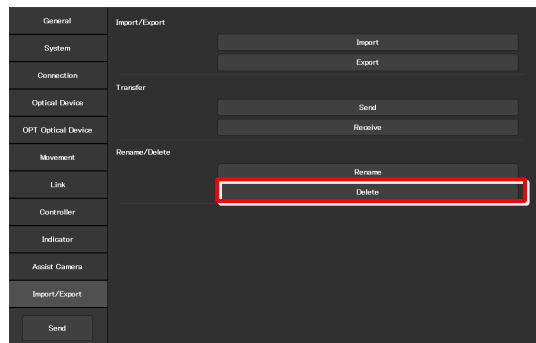 General
System
Connection
Optical Device
OPT Optical Device
Movement
Link
Controller
Indicator
Assist Camera
Import/Export
Send
Import/Export
Import
Export
Transfer
Send
Receive
Rename/Delete
Rename
Delete